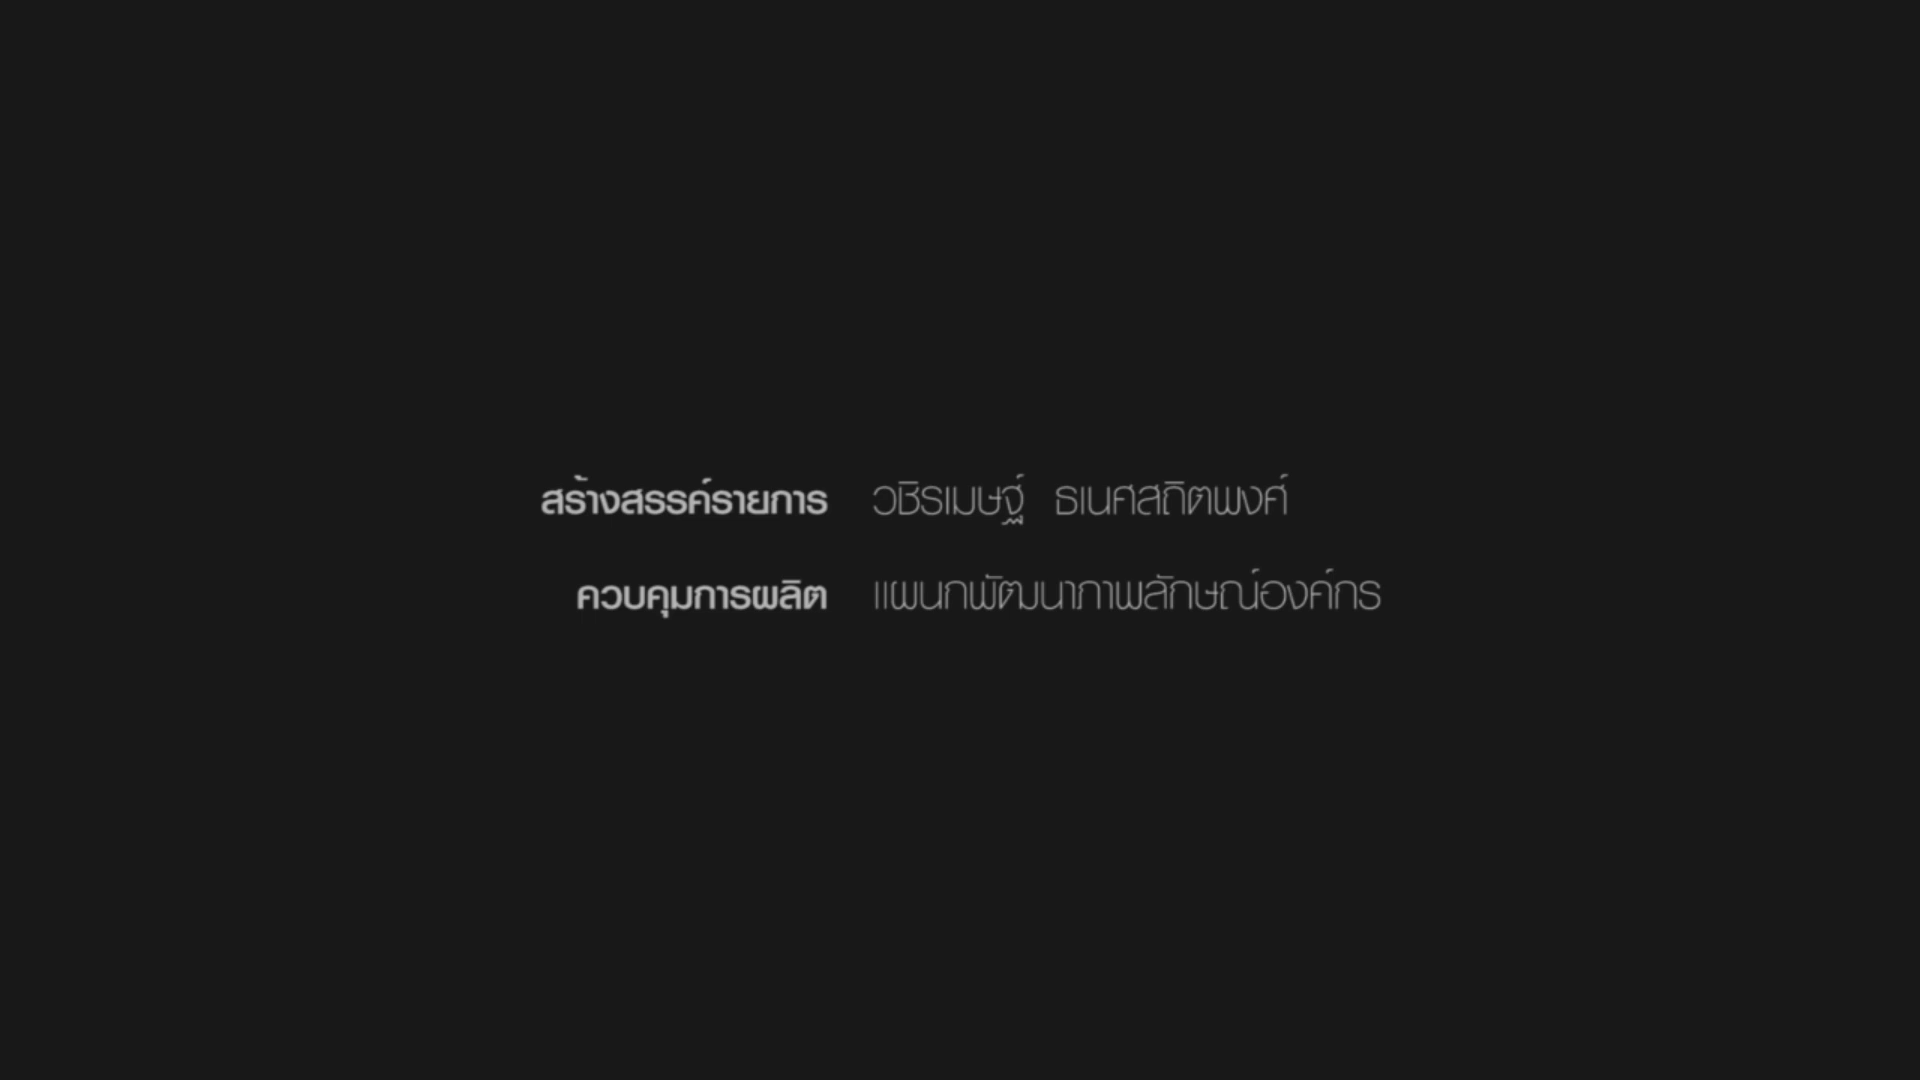 สร้างสรรค์รายการ วชิรเมษฐ์ ธเนศสถิตพงศ์
ควบคุมการผลิต แผนกพัฒนาภาพลักษณ์องค์กร